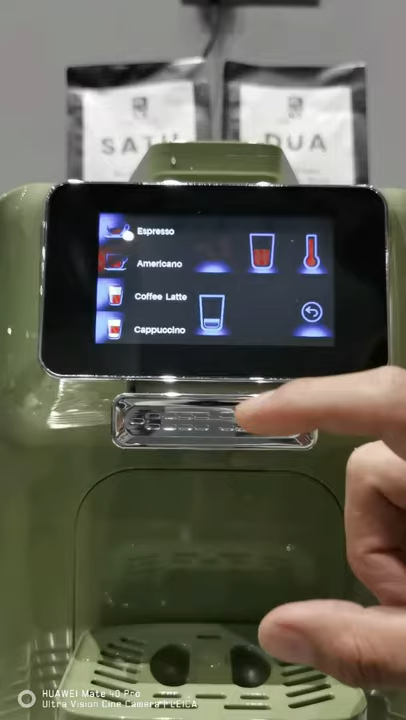 SATU
DUA
Espresso
Americano
Coffee Latte
Cappuccino
HUAWEI Mate 40 Pro
Ultra Vision Cine Camera | LEICA